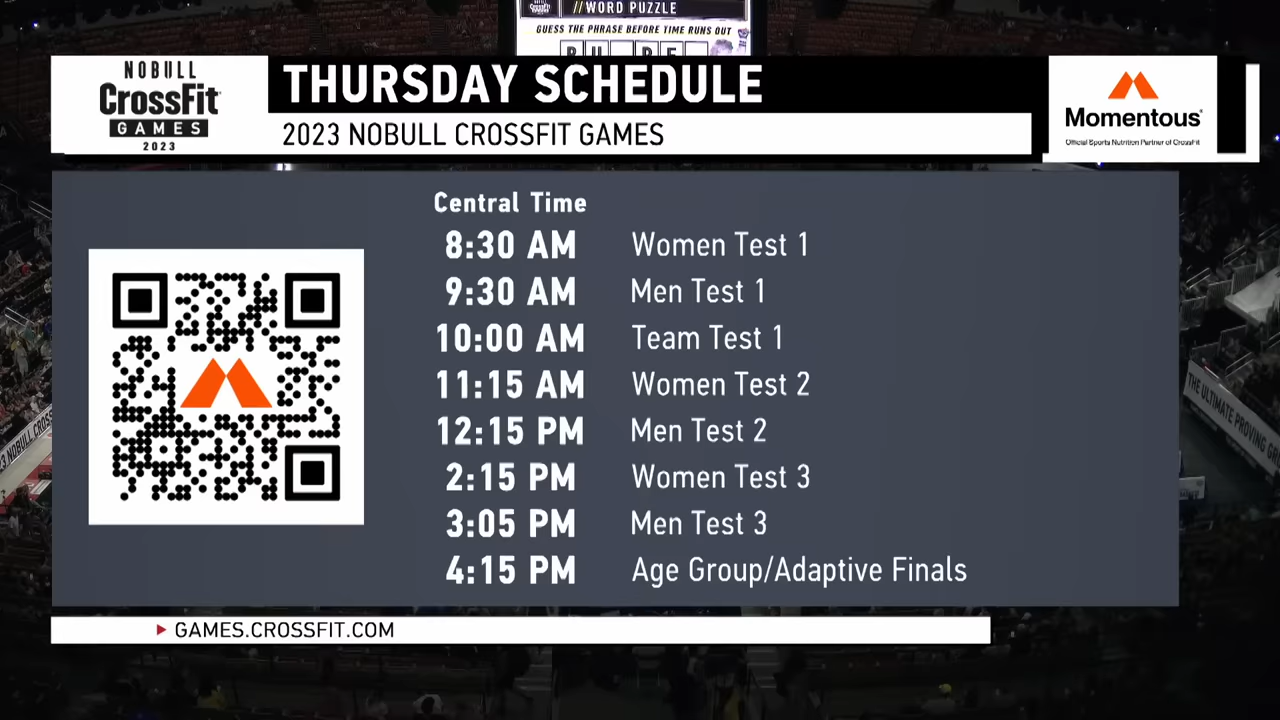 //WORD PUZZLE
GUESS THE PHRASE BEFORE TIME RUNS OUT
NOBULL
CrossFit
GAMES
2023
THURSDAY SCHEDULE
2023 NOBULL CROSSFIT GAMES
Momentous
Official Sports Nutrition Partner of CrossFit
Central Time
8:30 AM Women Test 1
9:30 AM Men Test 1
10:00 AM Team Test 1
11:15 AM Women Test 2
12:15 PM Men Test 2
2:15 PM Women Test 3
3:05 PM Men Test 3
4:15 PM Age Group/Adaptive Finals
GAMES.CROSSFIT.COM
THE ULTIMATE PROVING
NOBULL